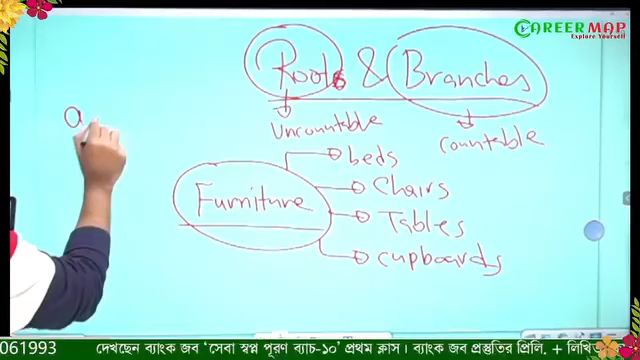 CAREER MAP
Explore Yourself
Roots & Branches
Uncountable
countable
Furniture
beds
Chairs
Tables
cupboards
a
061993 দেখছেন ব্যাংক জব ‘সেবা স্বপ্ন পূরণ ব্যাচ-১০’ প্রথম ক্লাস। ব্যাংক জব প্রস্তুতির প্রিলি, + লিখি